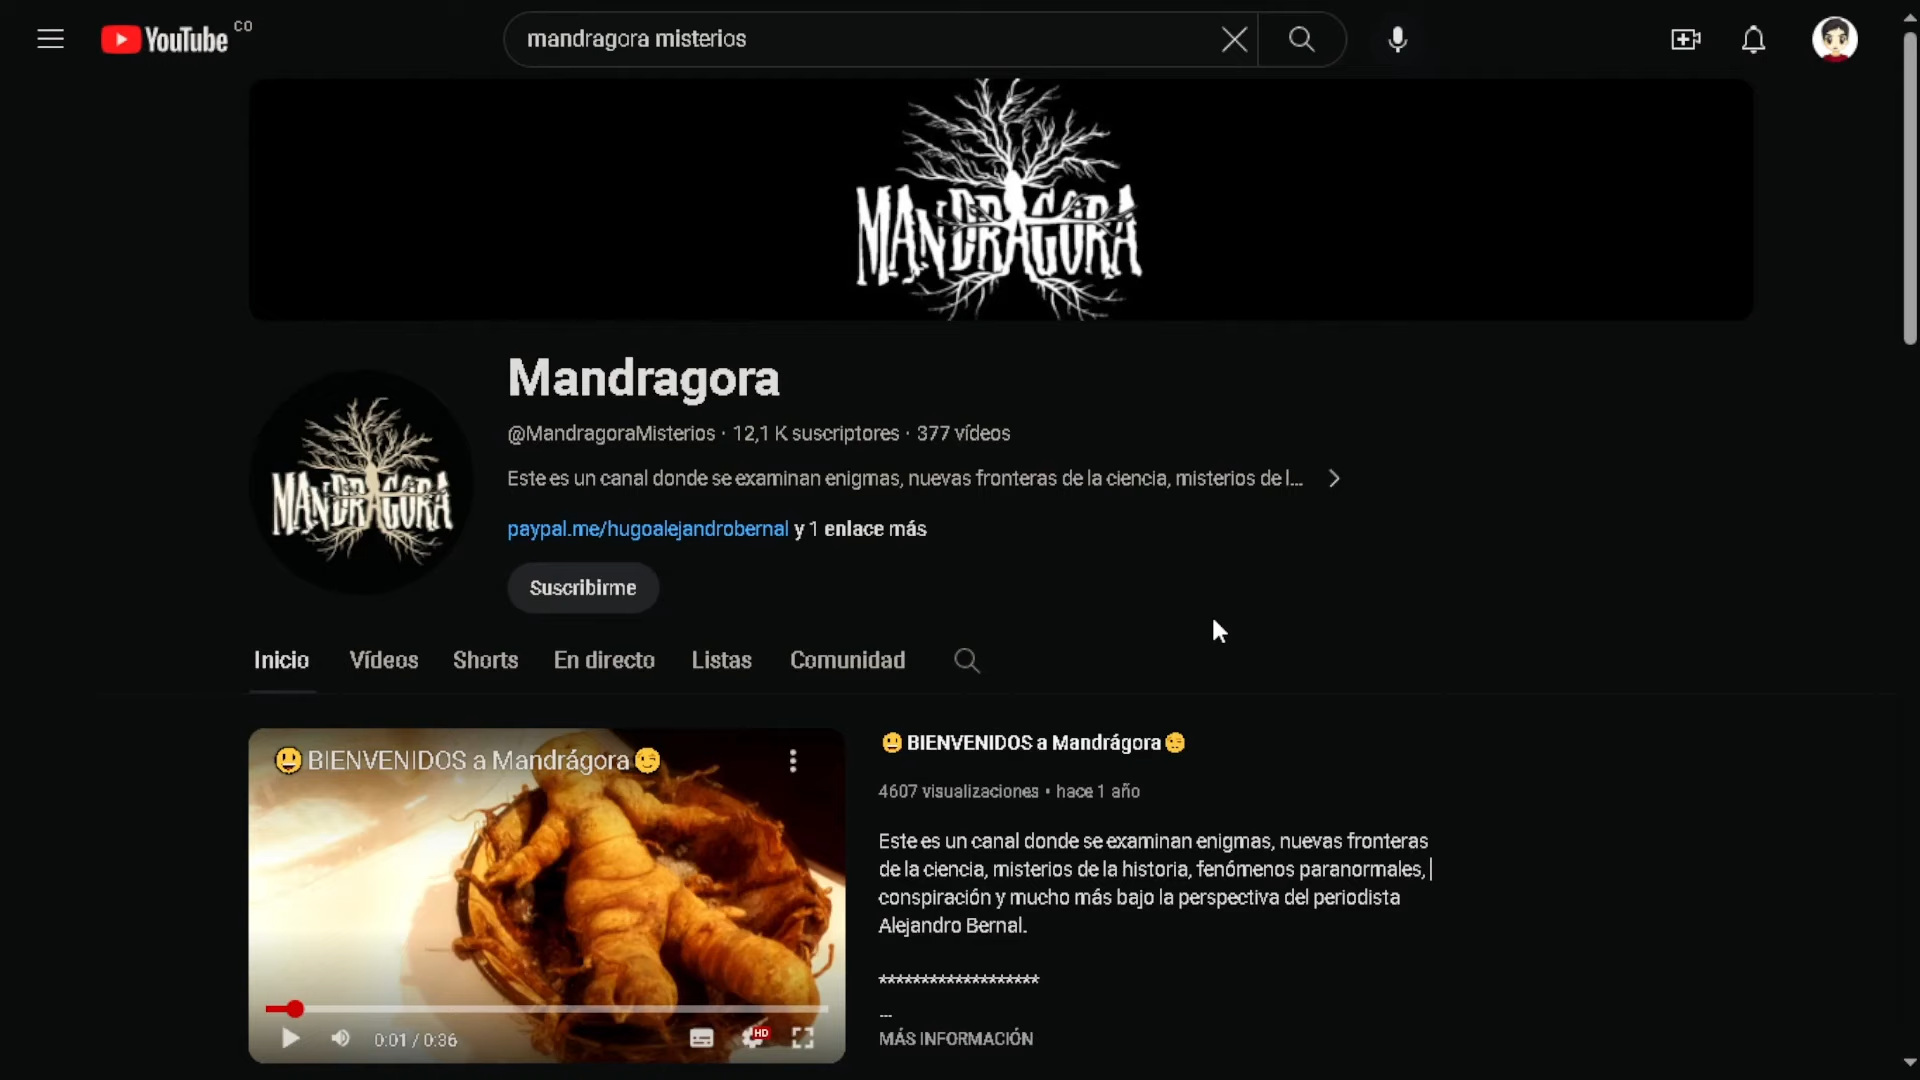 YouTube CO
mandragora misterios
MANDRAGORA
Mandragora
@MandragoraMisterios · 12,1 K suscriptores · 377 vídeos
Este es un canal donde se examinan enigmas, nuevas fronteras de la ciencia, misterios de l...
paypal.me/hugoalejandrobernal y 1 enlace más
MANDRAGORA
Suscribirme
Inicio Vídeos Shorts En directo Listas Comunidad
😃 BIENVENIDOS a Mandrágora 😉
0:01 / 0:36
HD
😃 BIENVENIDOS a Mandrágora 😉
4607 visualizaciones • hace 1 año
Este es un canal donde se examinan enigmas, nuevas fronteras
de la ciencia, misterios de la historia, fenómenos paranormales, |
conspiración y mucho más bajo la perspectiva del periodista
Alejandro Bernal.
********************
...
MÁS INFORMACIÓN